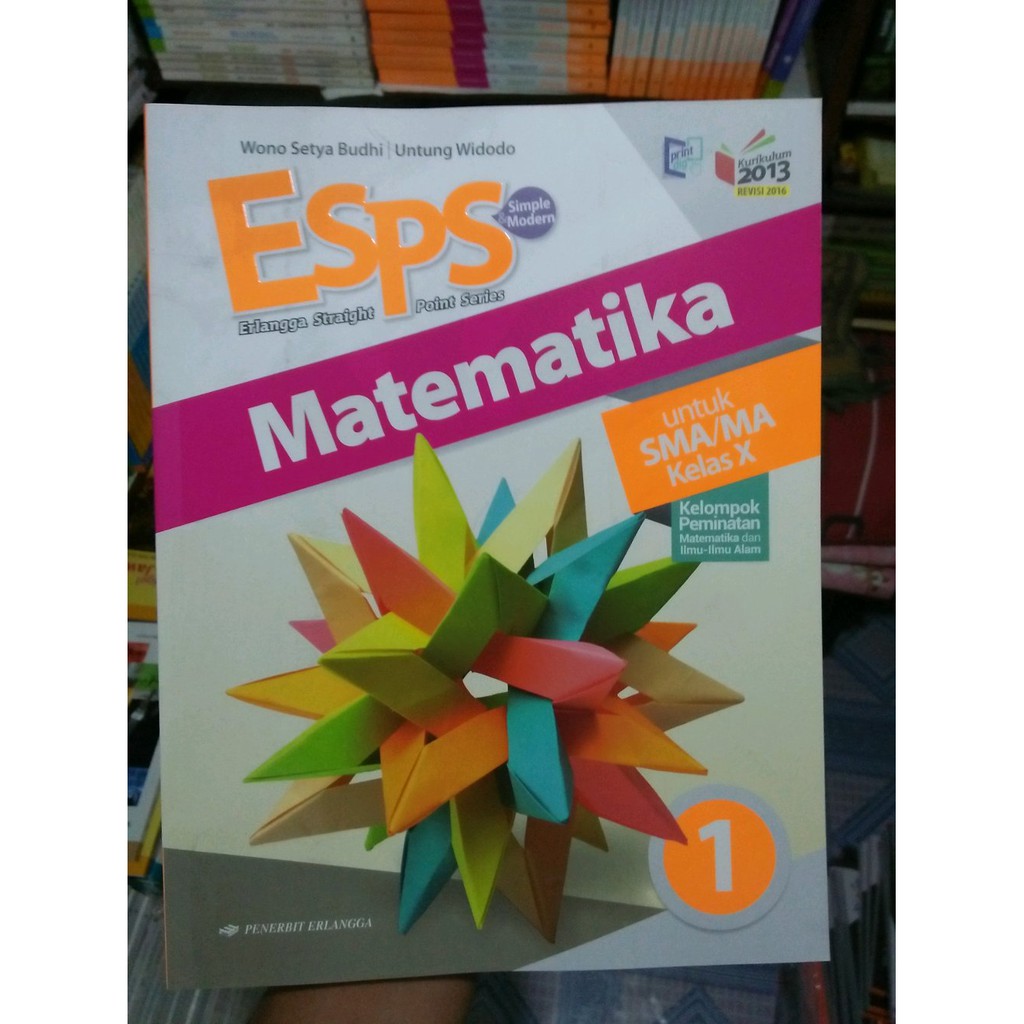 Wono Setya Budhi | Untung Widodo
print
Kurikulum
2013
REVISI 2016
ESPS
Simple
& Modern
Erlangga Straight Point Series
Matematika
untuk
SMA/MA
Kelas X
Kelompok
Peminatan
Matematika dan
Ilmu-Ilmu Alam
1
PENERBIT ERLANGGA